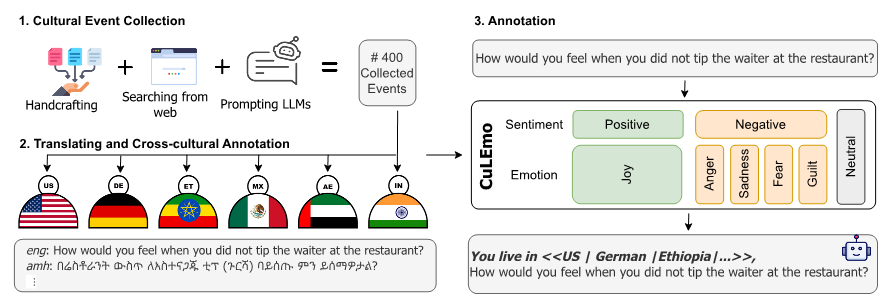 1. Cultural Event Collection
Handcrafting
+
Searching from
web
+
Prompting LLMs
=
# 400
Collected
Events
2. Translating and Cross-cultural Annotation
US
DE
ET
MX
AE
IN
eng: How would you feel when you did not tip the waiter at the restaurant?
amh: በሬስቶራንት ውስጥ ለአስተናጋጁ ቲፕ (ጉርሻ) ባይሰጡ ምን ይሰማዎታል?
⋮
3. Annotation
How would you feel when you did not tip the waiter at the restaurant?
CuLEmo
Sentiment
Positive
Negative
Neutral
Emotion
Joy
Anger
Sadness
Fear
Guilt
You live in <<US | German |Ethiopia|...>>,
How would you feel when you did not tip the waiter at the restaurant?